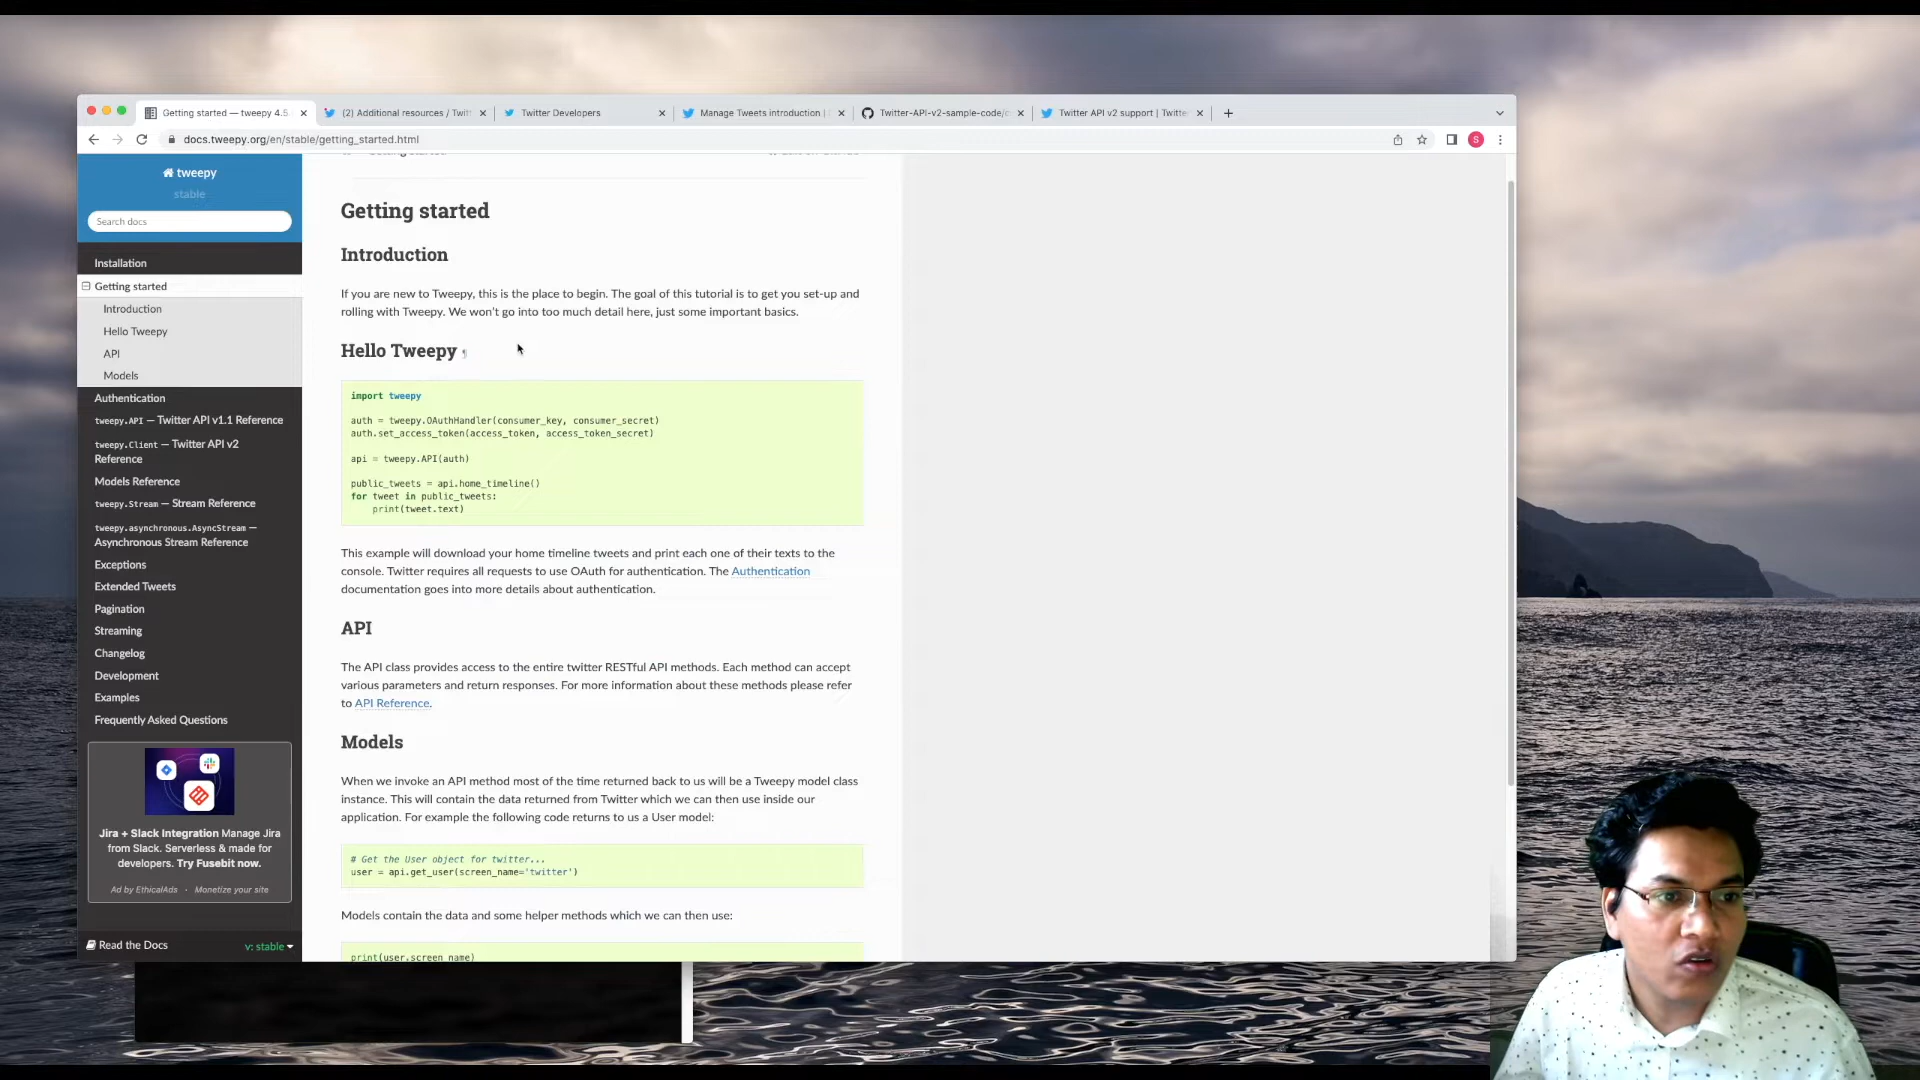 Getting started — tweepy 4.5.
(2) Additional resources / Twitt
Twitter Developers
Manage Tweets introduction |
Twitter-API-v2-sample-code/c
Twitter API v2 support | Twitte
docs.tweepy.org/en/stable/getting_started.html
S
tweepy
stable
Search docs
Installation
Getting started
Introduction
Hello Tweepy
API
Models
Authentication
tweepy.API — Twitter API v1.1 Reference
tweepy.Client — Twitter API v2
Reference
Models Reference
tweepy.Stream — Stream Reference
tweepy.asynchronous.AsyncStream —
Asynchronous Stream Reference
Exceptions
Extended Tweets
Pagination
Streaming
Changelog
Development
Examples
Frequently Asked Questions
Jira + Slack Integration Manage Jira
from Slack. Serverless & made for
developers. Try Fusebit now.
Ad by EthicalAds · Monetize your site
Read the Docs
v: stable
Getting started
Introduction
If you are new to Tweepy, this is the place to begin. The goal of this tutorial is to get you set-up and
rolling with Tweepy. We won't go into too much detail here, just some important basics.
Hello Tweepy ¶
import tweepy
auth = tweepy.OAuthHandler(consumer_key, consumer_secret)
auth.set_access_token(access_token, access_token_secret)
api = tweepy.API(auth)
public_tweets = api.home_timeline()
for tweet in public_tweets:
print(tweet.text)
This example will download your home timeline tweets and print each one of their texts to the
console. Twitter requires all requests to use OAuth for authentication. The Authentication
documentation goes into more details about authentication.
API
The API class provides access to the entire twitter RESTful API methods. Each method can accept
various parameters and return responses. For more information about these methods please refer
to API Reference.
Models
When we invoke an API method most of the time returned back to us will be a Tweepy model class
instance. This will contain the data returned from Twitter which we can then use inside our
application. For example the following code returns to us a User model:
# Get the User object for twitter...
user = api.get_user(screen_name='twitter')
Models contain the data and some helper methods which we can then use:
print(user.screen_name)